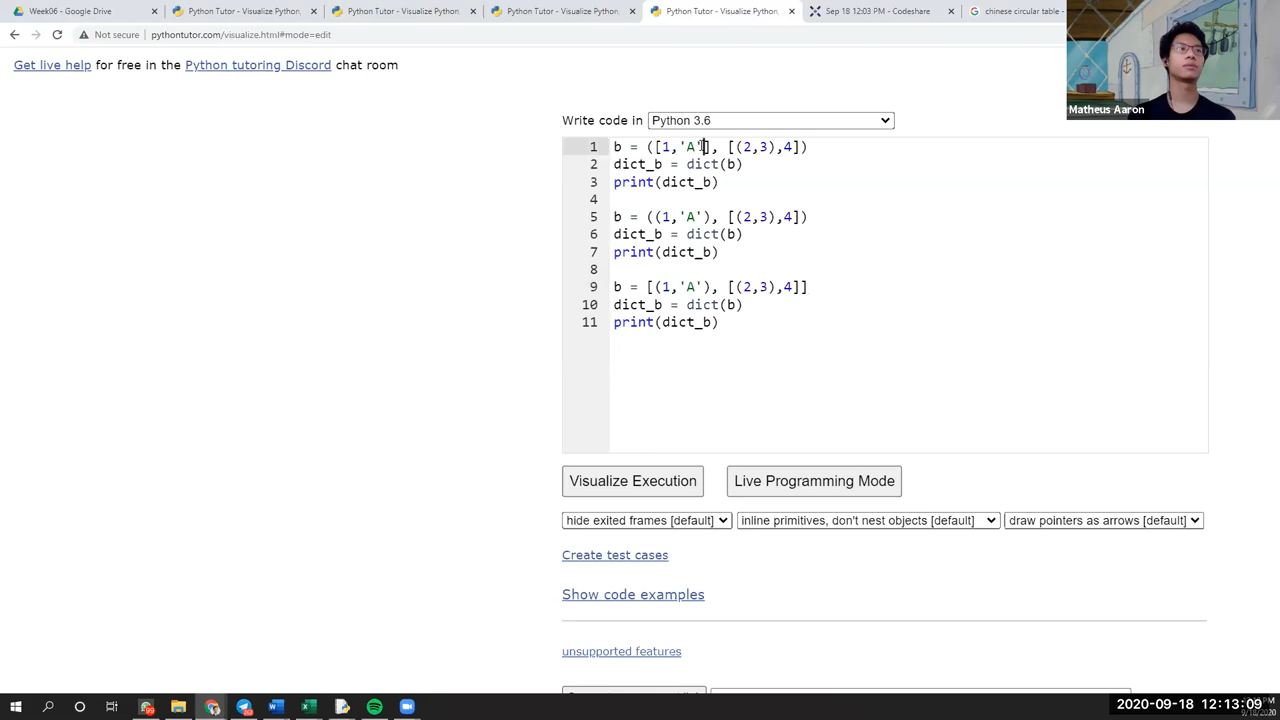 Week06 - Google Drive
Python Tutor - Visualize Python,
Python Tutor - Visualize Python,
Python Tutor - Visualize Python,
Python Tutor - Visualize Python,
Sep 18 12:03 PM - Codeshare
chinese circular table -
Not secure | pythontutor.com/visualize.html#mode=edit
Matheus Aaron
Get live help for free in the Python tutoring Discord chat room
Write code in Python 3.6
1 b = ([1,'A'], [(2,3),4])
2 dict_b = dict(b)
3 print(dict_b)
4
5 b = ((1,'A'), [(2,3),4])
6 dict_b = dict(b)
7 print(dict_b)
8
9 b = [(1,'A'), [(2,3),4]]
10 dict_b = dict(b)
11 print(dict_b)
Visualize Execution Live Programming Mode
hide exited frames [default] inline primitives, don't nest objects [default] draw pointers as arrows [default]
Create test cases
Show code examples
unsupported features
2020-09-18 12:13:09